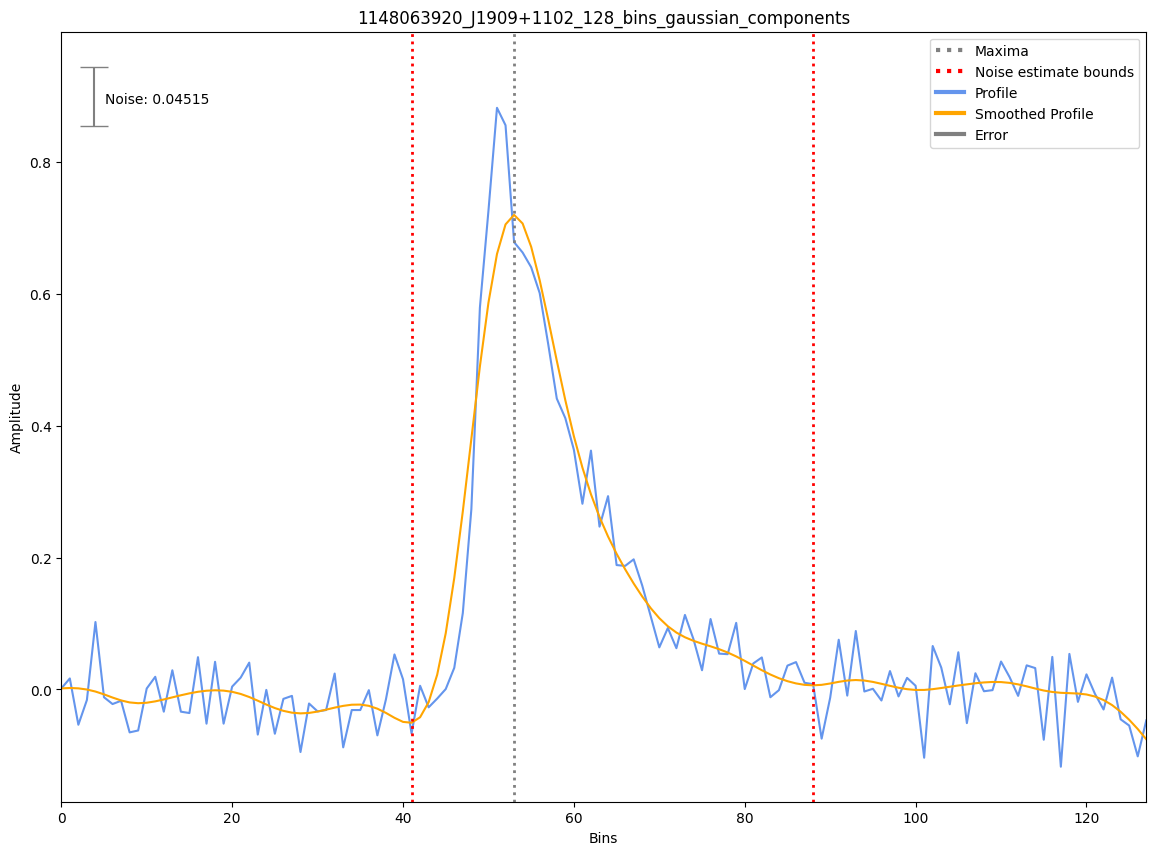 1148063920_J1909+1102_128_bins_gaussian_components
Maxima
Noise estimate bounds
Profile
Smoothed Profile
Error
Noise: 0.04515
Amplitude
0.8
0.6
0.4
0.2
0.0
0 20 40 60 80 100 120
Bins